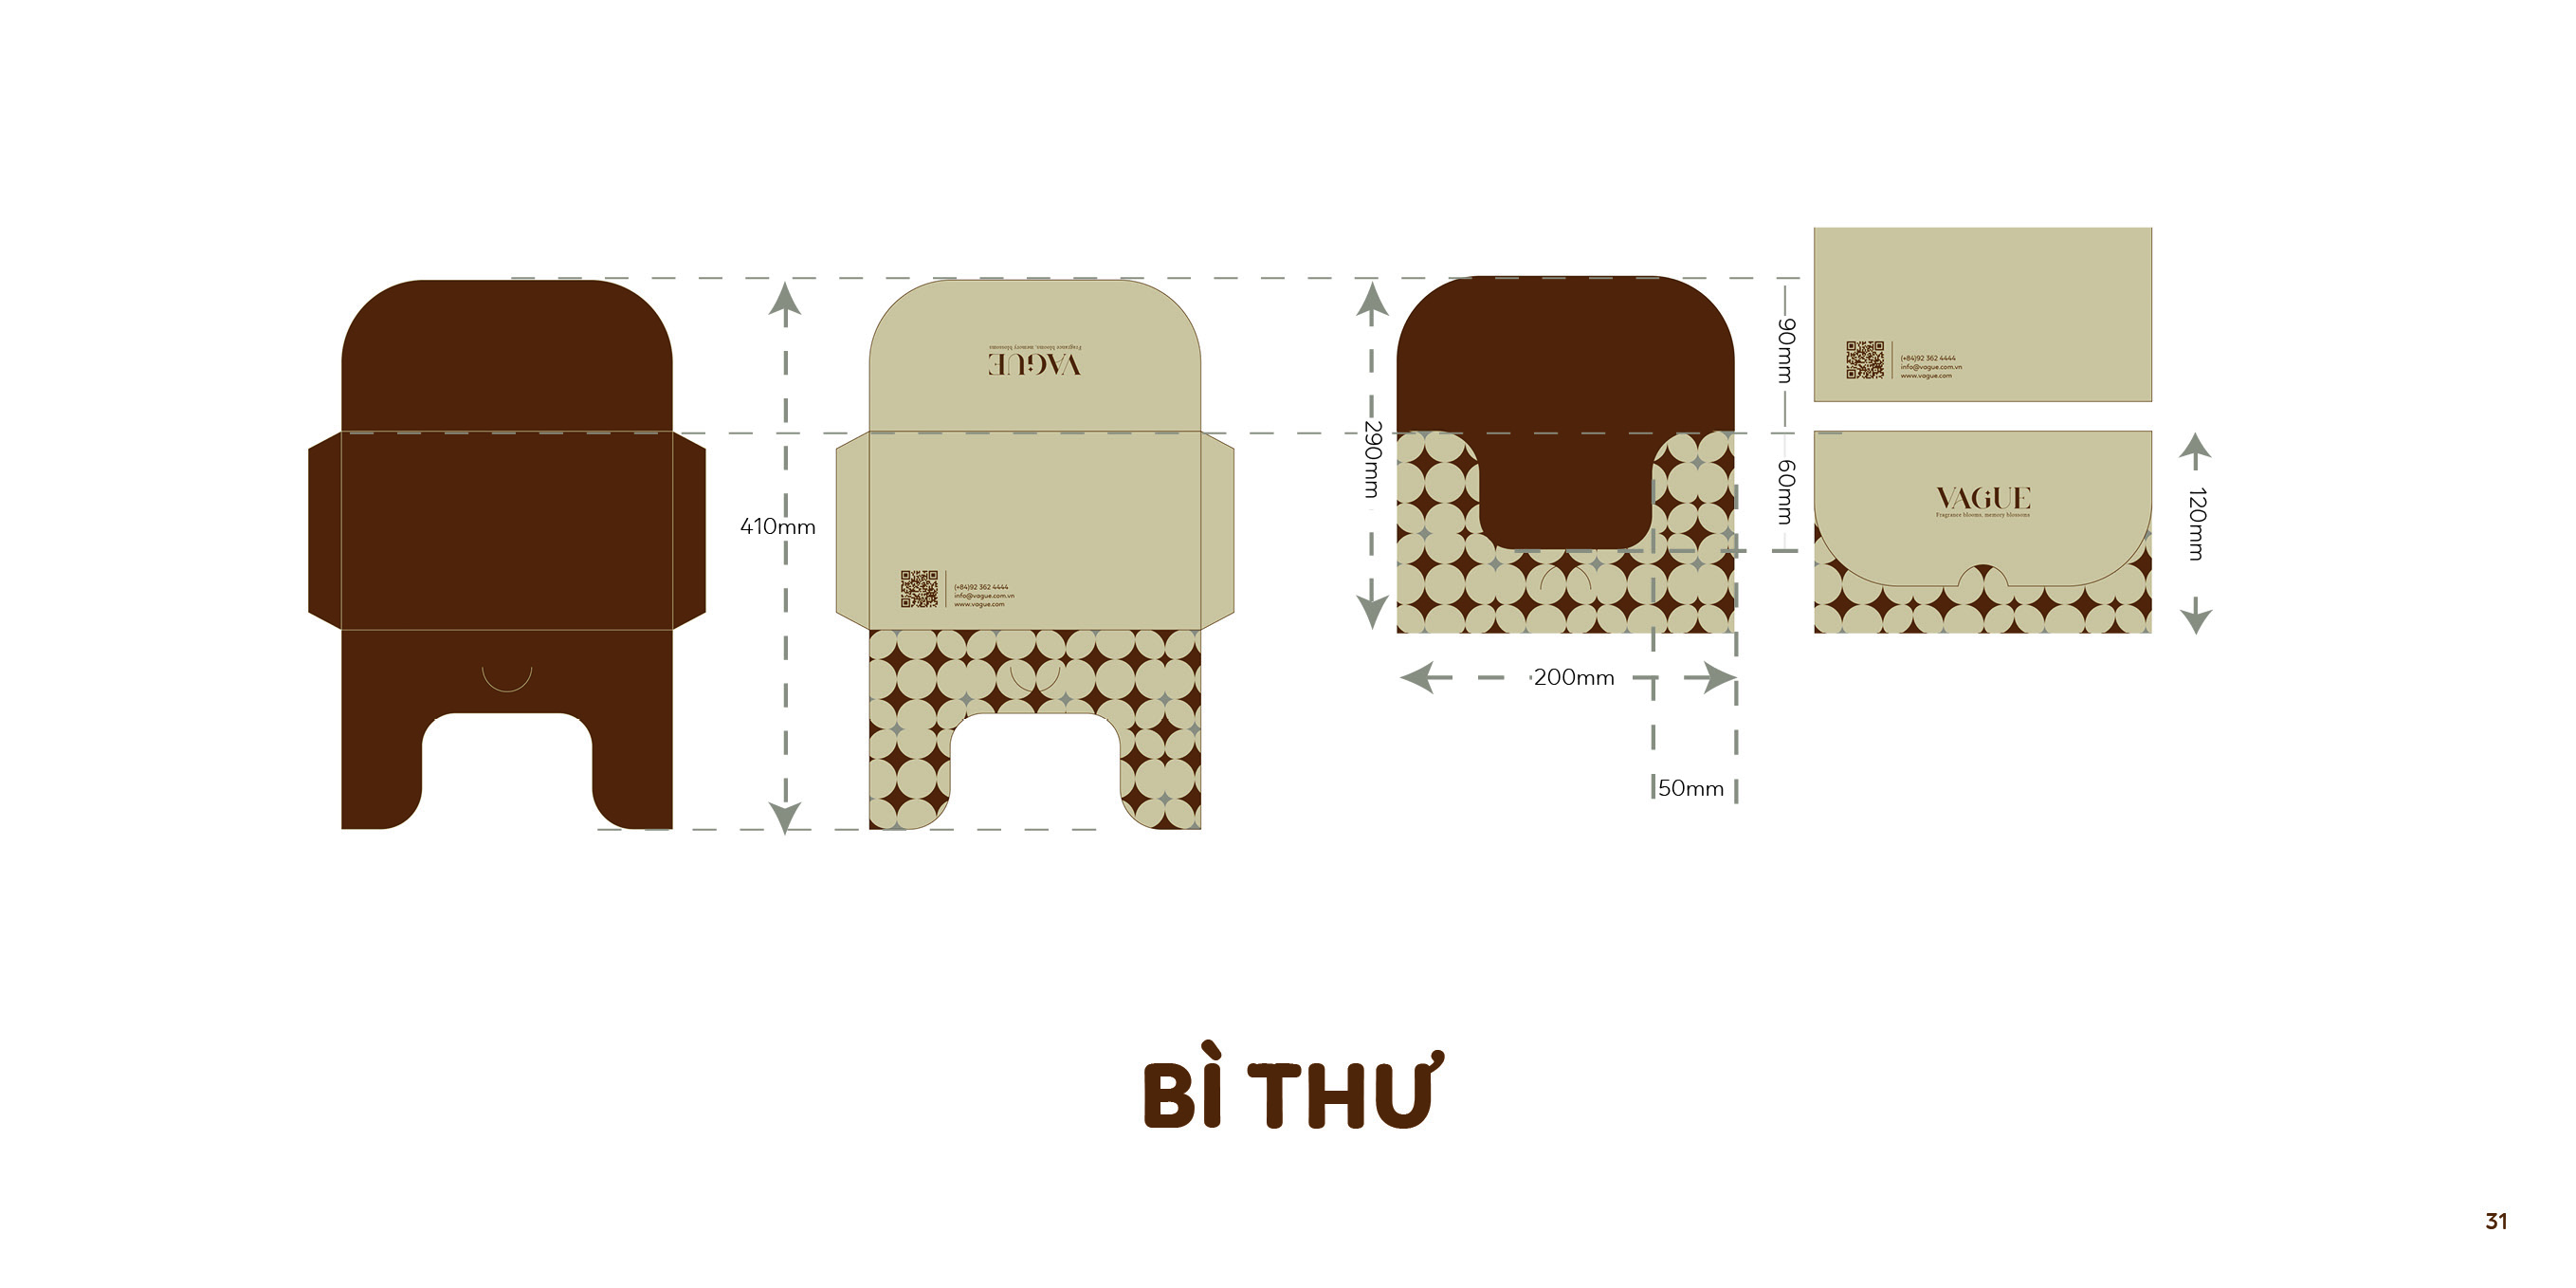 410mm
VAGUE
Fragrance blooms, memory blossoms
(+84)92 362 4444
info@vague.com.vn
www.vague.com
290mm
200mm
50mm
90mm
60mm
(+84)92 362 4444
info@vague.com.vn
www.vague.com
VAGUE
Fragrance blooms, memory blossoms
120mm
BÌ THƯ
31